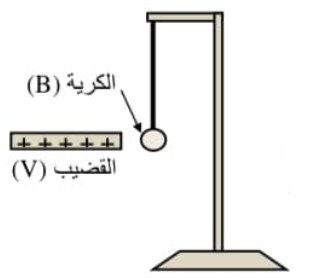 الكرية (B)
+ + + + +
القضيب (V)